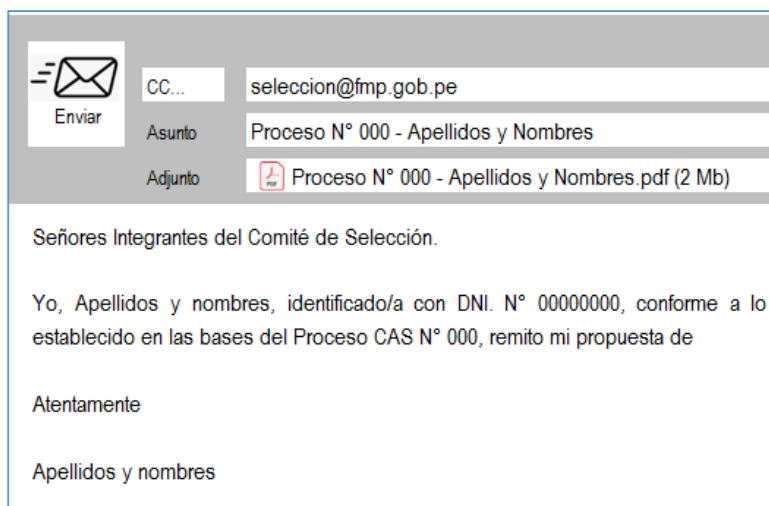 Enviar
CC...
seleccion@fmp.gob.pe
Asunto
Proceso N° 000 - Apellidos y Nombres
Adjunto
PDF
Proceso N° 000 - Apellidos y Nombres.pdf (2 Mb)
Señores Integrantes del Comité de Selección.
Yo, Apellidos y nombres, identificado/a con DNI. N° 00000000, conforme a lo
establecido en las bases del Proceso CAS N° 000, remito mi propuesta de
Atentamente
Apellidos y nombres